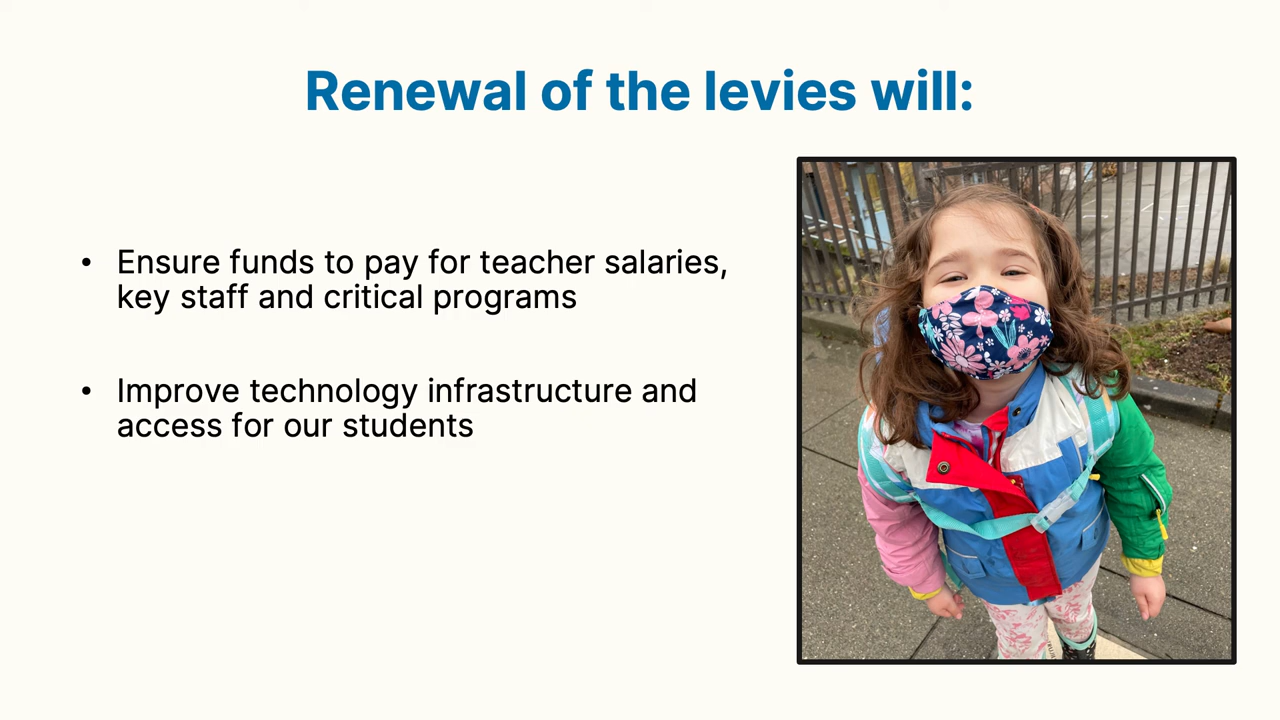 Renewal of the levies will:
• Ensure funds to pay for teacher salaries,
key staff and critical programs
• Improve technology infrastructure and
access for our students